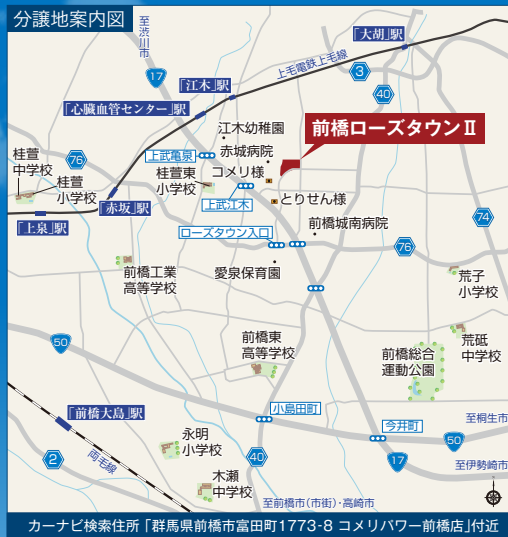 分譲地案内図
至渋川市
17
『大胡』駅
上毛電鉄上毛線
3
『江木』駅
40
『心臓血管センター』駅
江木幼稚園
前橋ローズタウンⅡ
赤城病院
上武亀泉
コメリ様
桂萱
中学校
76
桂萱東
小学校
桂萱
小学校
上武江木
とりせん様
『赤坂』駅
『上泉』駅
前橋城南病院
74
ローズタウン入口
76
前橋工業
高等学校
愛泉保育園
荒子
小学校
50
前橋東
高等学校
前橋総合
運動公園
荒砥
中学校
『前橋大島』駅
小島田町
至桐生市
今井町
永明
小学校
50
両毛線
2
40
17
至伊勢崎市
木瀬
中学校
至前橋市(市街)・高崎市
カーナビ検索住所「群馬県前橋市富田町1773-8 コメリパワー前橋店」付近